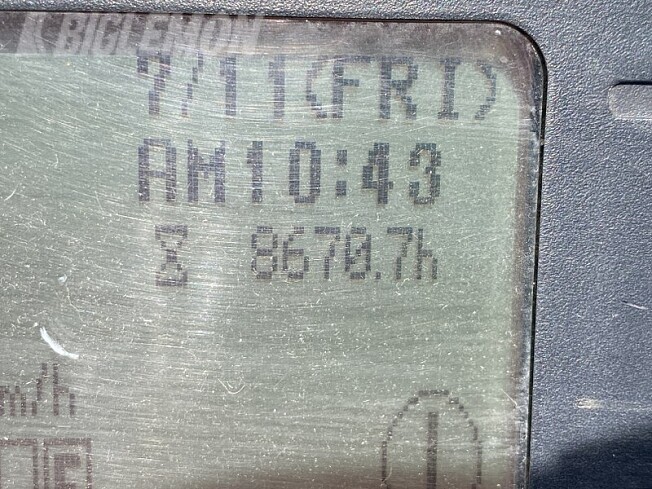 BIGLEMON
7/11(FRI)
AM10:43
8670.7h
m/h